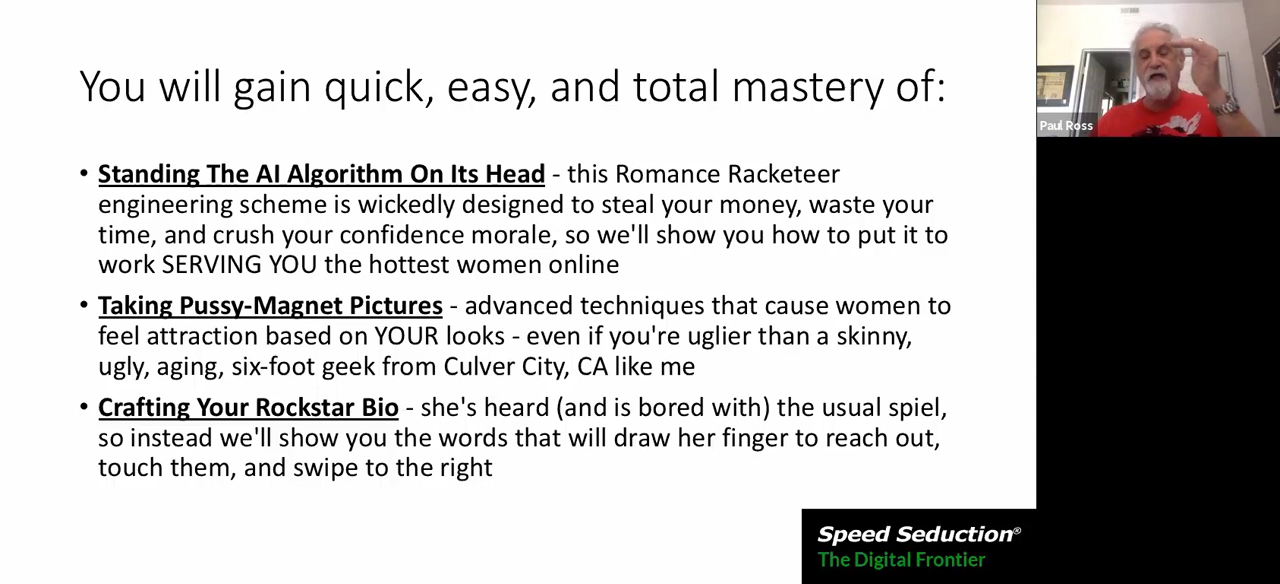 You will gain quick, easy, and total mastery of:
• Standing The AI Algorithm On Its Head - this Romance Racketeer
engineering scheme is wickedly designed to steal your money, waste your
time, and crush your confidence morale, so we'll show you how to put it to
work SERVING YOU the hottest women online
• Taking Pussy-Magnet Pictures - advanced techniques that cause women to
feel attraction based on YOUR looks - even if you're uglier than a skinny,
ugly, aging, six-foot geek from Culver City, CA like me
• Crafting Your Rockstar Bio - she's heard (and is bored with) the usual spiel,
so instead we'll show you the words that will draw her finger to reach out,
touch them, and swipe to the right
Paul Ross
Speed Seduction®
The Digital Frontier